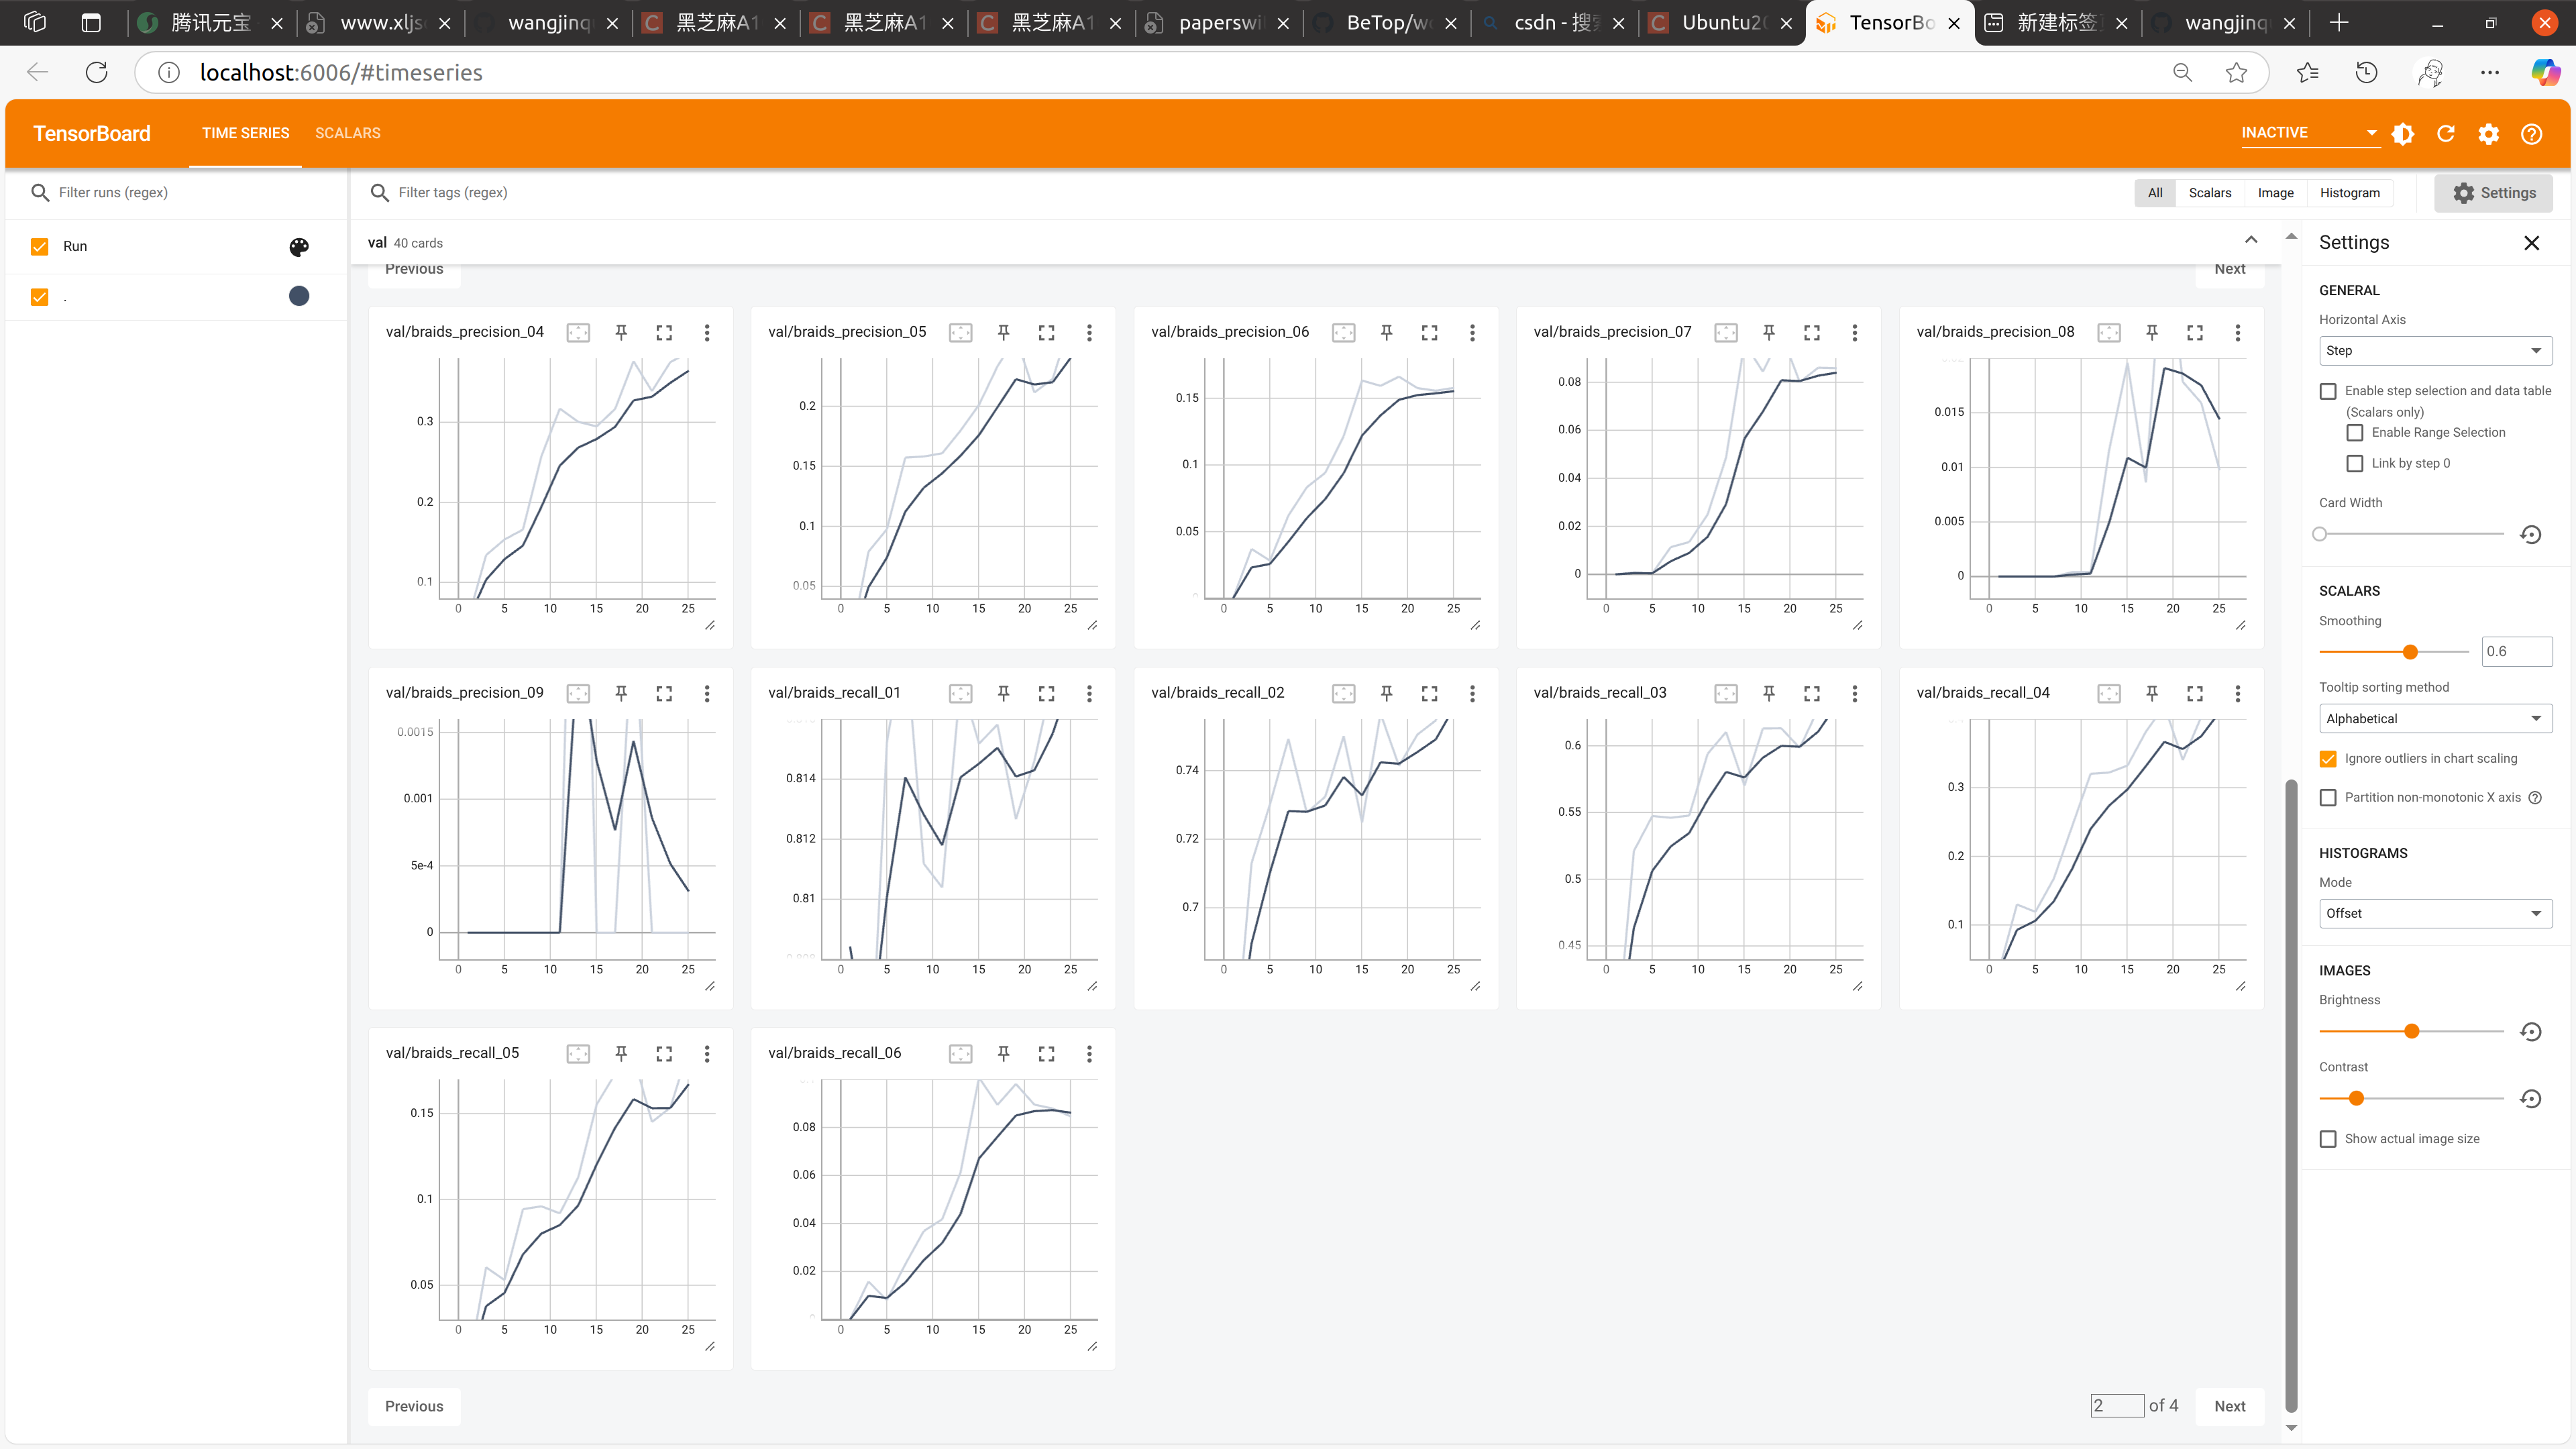 腾讯元宝
www.xljs
wangjinq
黑芝麻A1
黑芝麻A1
黑芝麻A1
paperswi
BeTop/w
csdn - 搜
Ubuntu2
TensorBo
新建标签
wangjinq
localhost:6006/#timeseries
TensorBoard
TIME SERIES
SCALARS
INACTIVE
Filter runs (regex)
Filter tags (regex)
All
Scalars
Image
Histogram
Settings
Run
.
val 40 cards
Previous
Next
val/braids_precision_04
0.3
0.2
0.1
0 5 10 15 20 25
val/braids_precision_05
0.2
0.15
0.1
0.05
0 5 10 15 20 25
val/braids_precision_06
0.15
0.1
0.05
0 5 10 15 20 25
val/braids_precision_07
0.08
0.06
0.04
0.02
0
0 5 10 15 20 25
val/braids_precision_08
0.015
0.01
0.005
0
0 5 10 15 20 25
val/braids_precision_09
0.0015
0.001
5e-4
0
0 5 10 15 20 25
val/braids_recall_01
0.814
0.812
0.81
0 5 10 15 20 25
val/braids_recall_02
0.74
0.72
0.7
0 5 10 15 20 25
val/braids_recall_03
0.6
0.55
0.5
0.45
0 5 10 15 20 25
val/braids_recall_04
0.3
0.2
0.1
0 5 10 15 20 25
val/braids_recall_05
0.15
0.1
0.05
0 5 10 15 20 25
val/braids_recall_06
0.08
0.06
0.04
0.02
0 5 10 15 20 25
Previous
2 of 4
Next
Settings
GENERAL
Horizontal Axis
Step
Enable step selection and data table
(Scalars only)
Enable Range Selection
Link by step 0
Card Width
SCALARS
Smoothing
0.6
Tooltip sorting method
Alphabetical
Ignore outliers in chart scaling
Partition non-monotonic X axis
HISTOGRAMS
Mode
Offset
IMAGES
Brightness
Contrast
Show actual image size